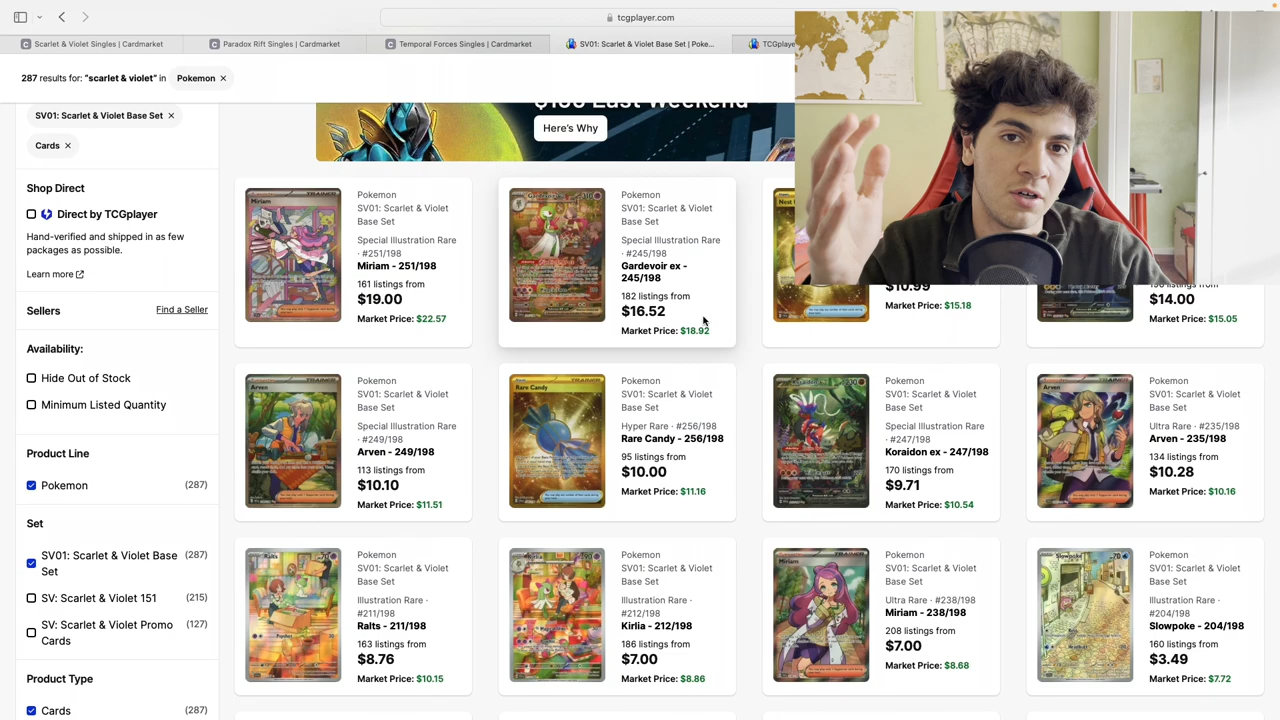 tcgplayer.com
Scarlet & Violet Singles | Cardmarket
Paradox Rift Singles | Cardmarket
Temporal Forces Singles | Cardmarket
SV01: Scarlet & Violet Base Set | Poke...
TCGplaye
287 results for: "scarlet & violet" in
Pokemon
SV01: Scarlet & Violet Base Set
Cards
Here's Why
Shop Direct
Direct by TCGplayer
Hand-verified and shipped in as few
packages as possible.
Learn more
Sellers
Find a Seller
Availability:
Hide Out of Stock
Minimum Listed Quantity
Product Line
Pokemon
(287)
Set
SV01: Scarlet & Violet Base
Set
(287)
SV: Scarlet & Violet 151
(215)
SV: Scarlet & Violet Promo
Cards
(127)
Product Type
Cards
(287)
Miriam
Pokemon
SV01: Scarlet & Violet
Base Set
Special Illustration Rare
· #251/198
Miriam - 251/198
161 listings from
$19.00
Market Price: $22.57
Pokemon
SV01: Scarlet & Violet
Base Set
Special Illustration Rare
· #245/198
Gardevoir ex -
245/198
182 listings from
$16.52
Market Price: $18.92
$10.99
Market Price: $15.18
$14.00
Market Price: $15.05
Arven
Pokemon
SV01: Scarlet & Violet
Base Set
Special Illustration Rare
· #249/198
Arven - 249/198
113 listings from
$10.10
Market Price: $11.51
Rare Candy
Pokemon
SV01: Scarlet & Violet
Base Set
Hyper Rare · #256/198
Rare Candy - 256/198
95 listings from
$10.00
Market Price: $11.16
Pokemon
SV01: Scarlet & Violet
Base Set
Special Illustration Rare
· #247/198
Koraidon ex - 247/198
170 listings from
$9.71
Market Price: $10.54
Arven
Pokemon
SV01: Scarlet & Violet
Base Set
Ultra Rare · #235/198
Arven - 235/198
134 listings from
$10.28
Market Price: $10.16
Ralts
Pokemon
SV01: Scarlet & Violet
Base Set
Illustration Rare ·
#211/198
Ralts - 211/198
163 listings from
$8.76
Market Price: $10.15
Kirlia
Pokemon
SV01: Scarlet & Violet
Base Set
Illustration Rare ·
#212/198
Kirlia - 212/198
186 listings from
$7.00
Market Price: $8.86
Miriam
Pokemon
SV01: Scarlet & Violet
Base Set
Ultra Rare · #238/198
Miriam - 238/198
208 listings from
$7.00
Market Price: $8.68
Slowpoke
Pokemon
SV01: Scarlet & Violet
Base Set
Illustration Rare ·
#204/198
Slowpoke - 204/198
160 listings from
$3.49
Market Price: $7.72